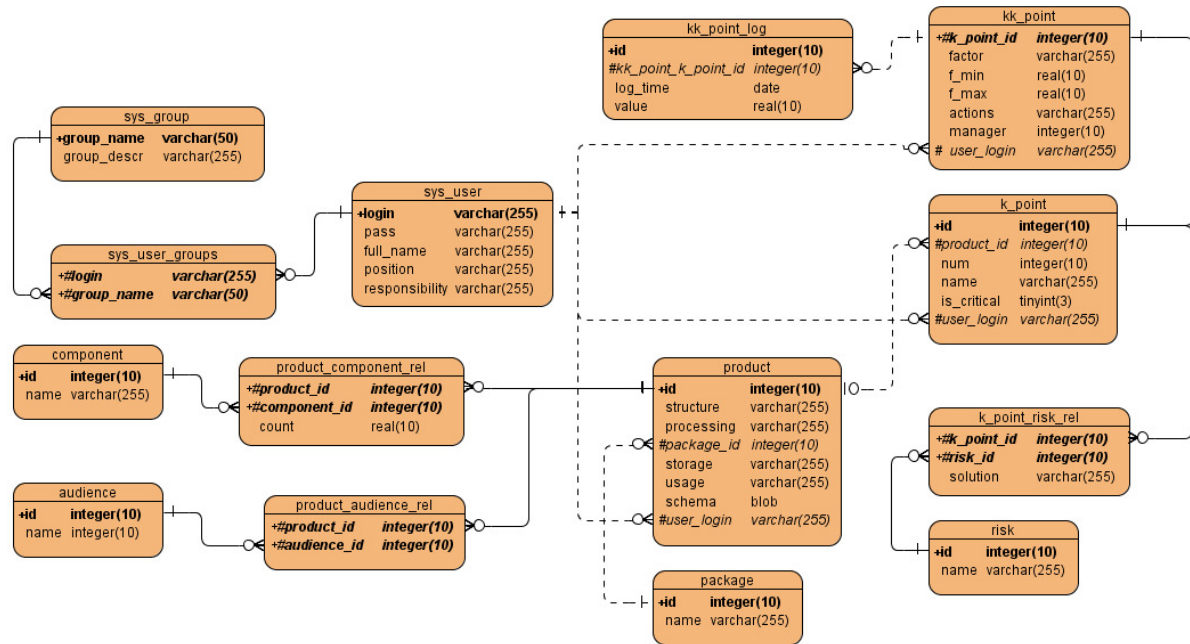 kk_point_log
+id integer(10)
#kk_point_k_point_id integer(10)
log_time date
value real(10)
kk_point
+#k_point_id integer(10)
factor varchar(255)
f_min real(10)
f_max real(10)
actions varchar(255)
manager integer(10)
# user_login varchar(255)
sys_group
+group_name varchar(50)
group_descr varchar(255)
sys_user
+login varchar(255)
pass varchar(255)
full_name varchar(255)
position varchar(255)
responsibility varchar(255)
k_point
+id integer(10)
#product_id integer(10)
num integer(10)
name varchar(255)
is_critical tinyint(3)
#user_login varchar(255)
sys_user_groups
+#login varchar(255)
+#group_name varchar(50)
component
+id integer(10)
name varchar(255)
product_component_rel
+#product_id integer(10)
+#component_id integer(10)
count real(10)
product
+id integer(10)
structure varchar(255)
processing varchar(255)
#package_id integer(10)
storage varchar(255)
usage varchar(255)
schema blob
#user_login varchar(255)
k_point_risk_rel
+#k_point_id integer(10)
+#risk_id integer(10)
solution varchar(255)
audience
+id integer(10)
name integer(10)
product_audience_rel
+#product_id integer(10)
+#audience_id integer(10)
risk
+id integer(10)
name varchar(255)
package
+id integer(10)
name varchar(255)